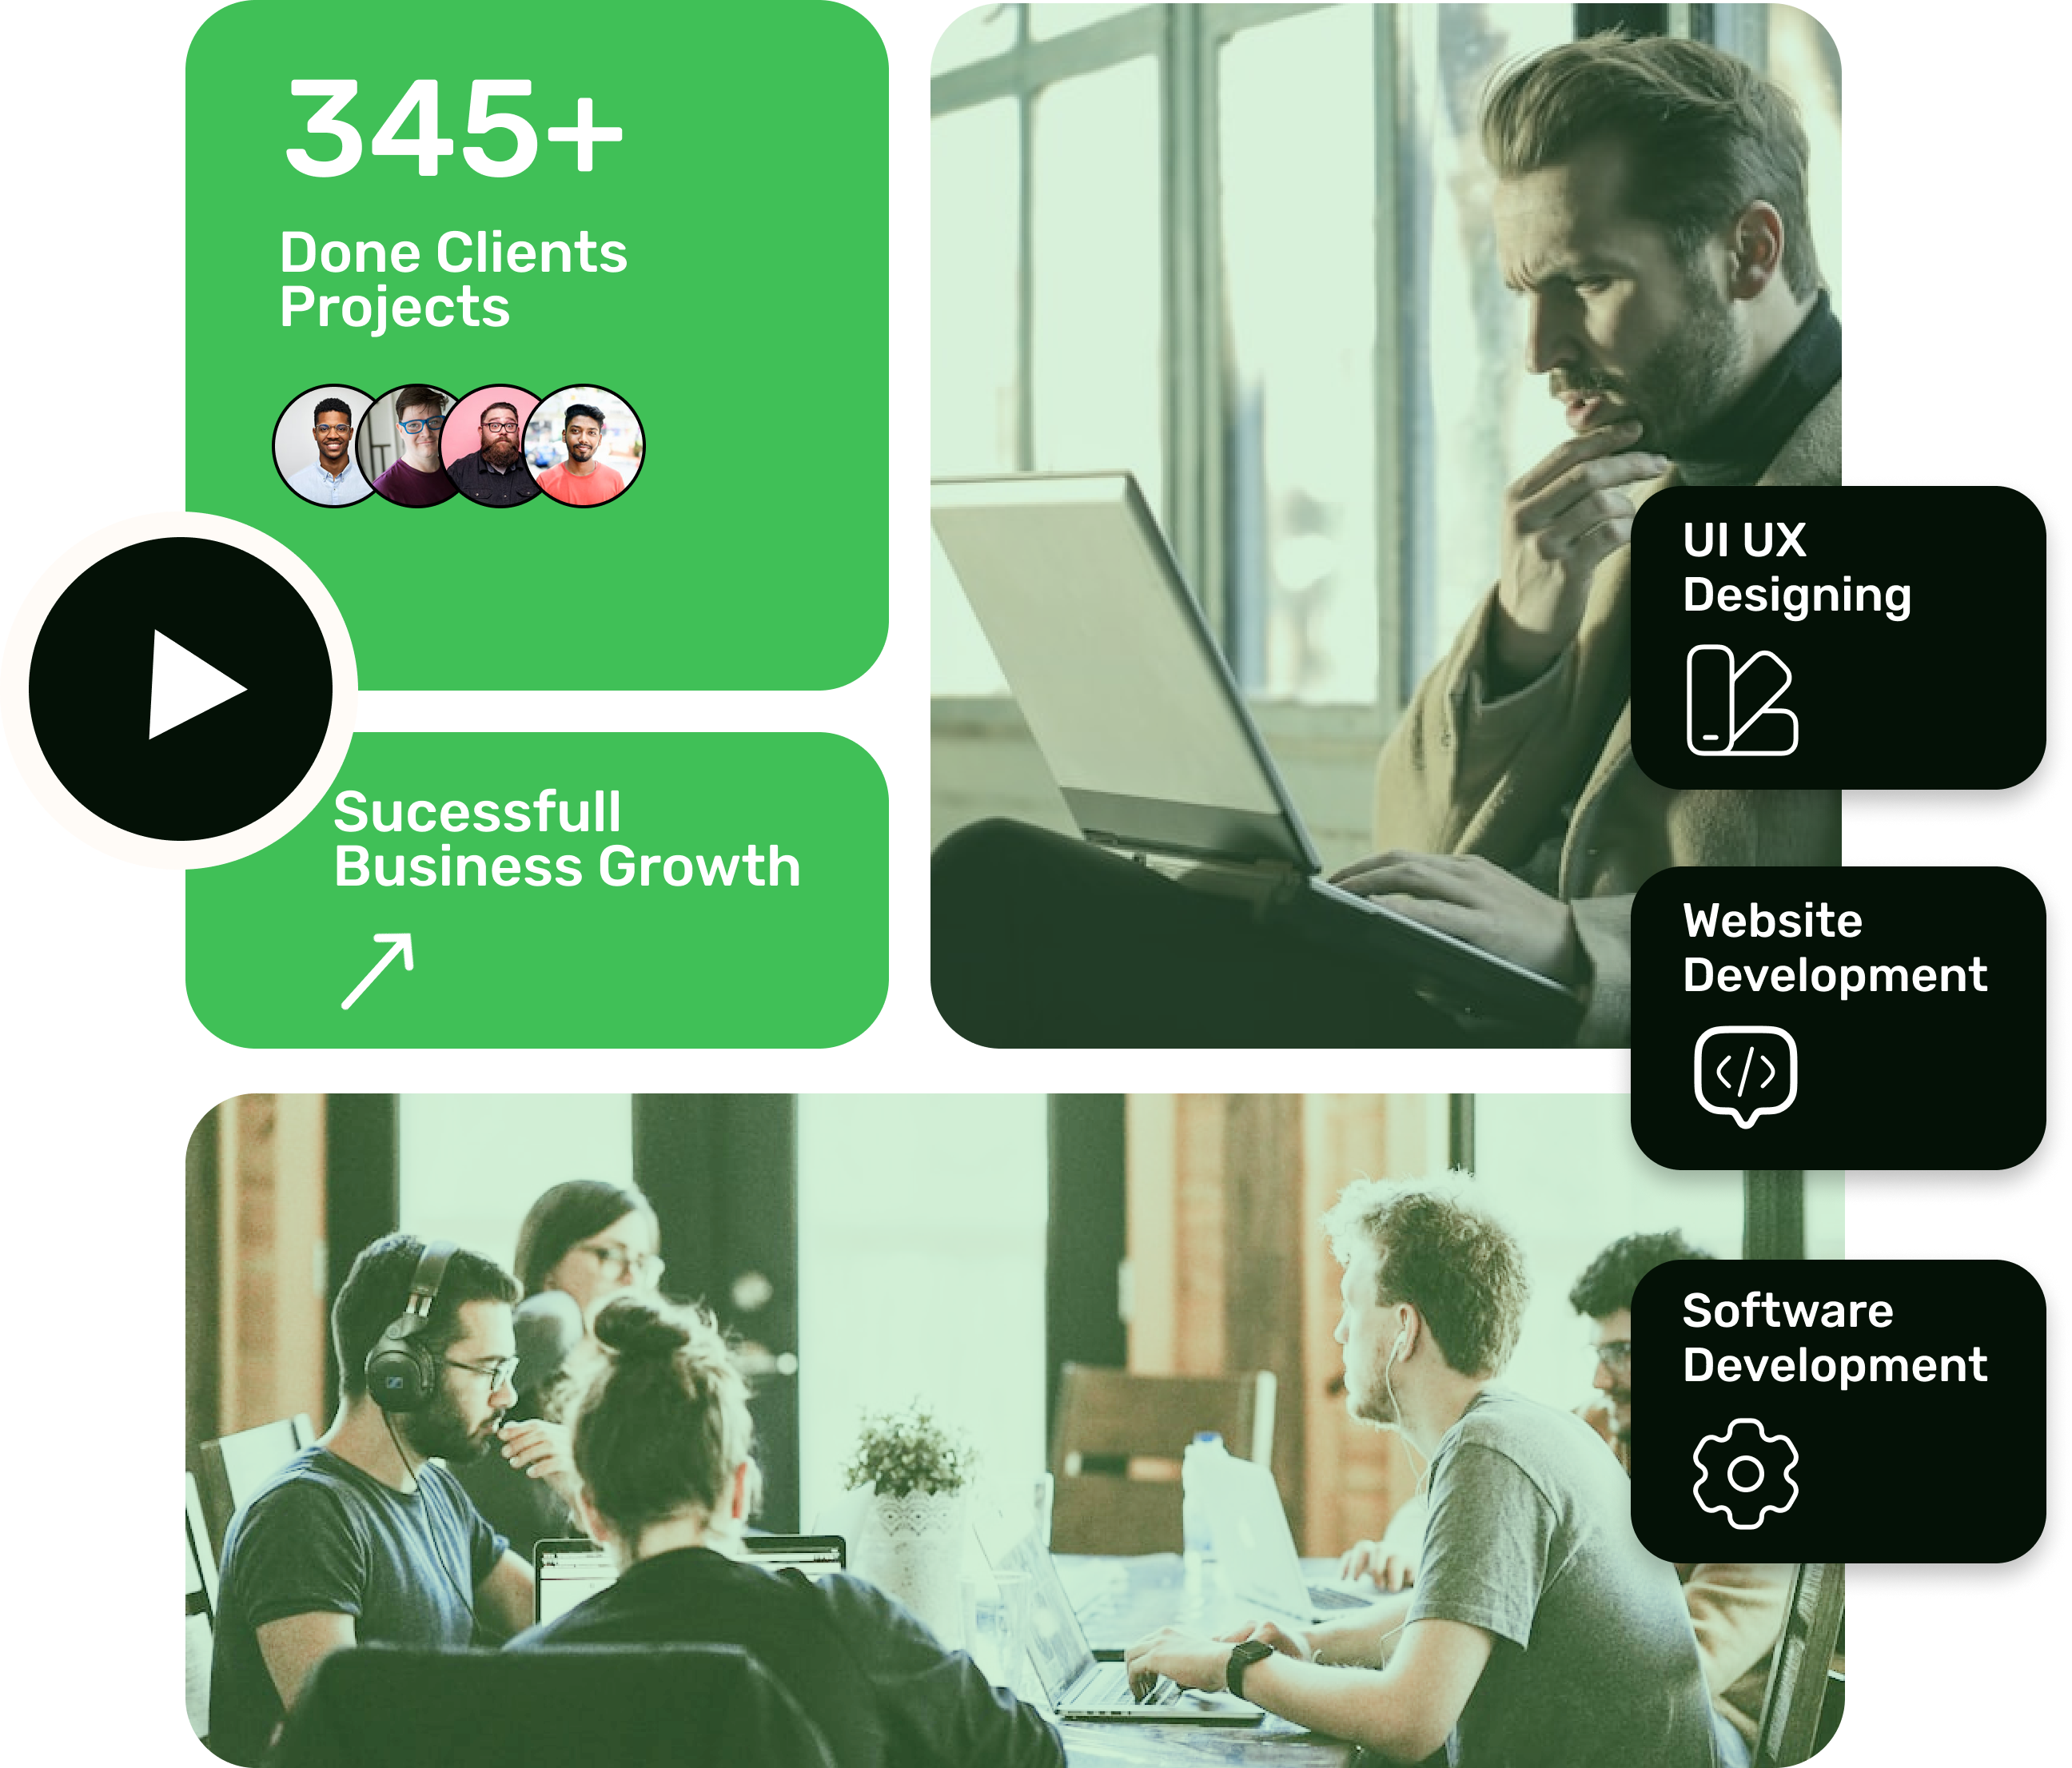 345+
Done Clients
Projects
Sucessfull
Business Growth
UI UX
Designing
Website
Development
Software
Development